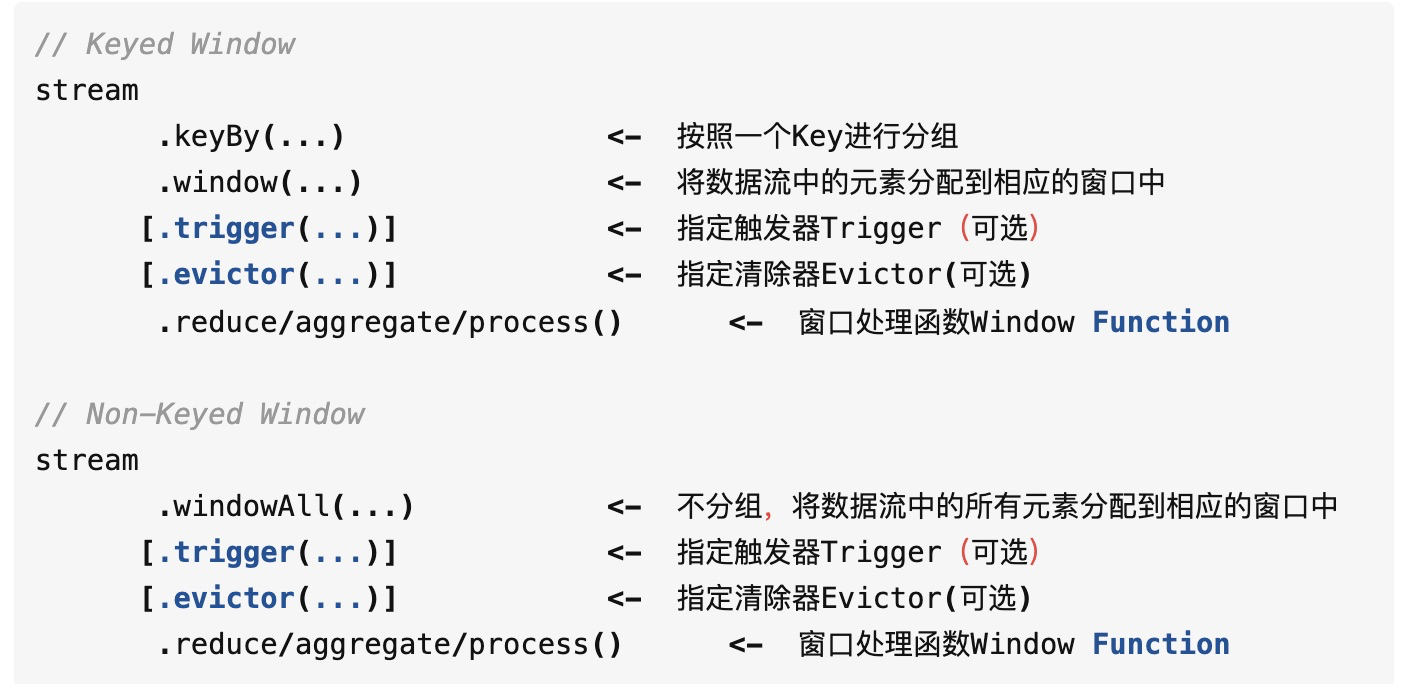 // Keyed Window
stream
.keyBy(...) <- 按照一个Key进行分组
.window(...) <- 将数据流中的元素分配到相应的窗口中
[.trigger(...)] <- 指定触发器Trigger（可选）
[.evictor(...)] <- 指定清除器Evictor(可选)
.reduce/aggregate/process() <- 窗口处理函数Window Function
// Non-Keyed Window
stream
.windowAll(...) <- 不分组，将数据流中的所有元素分配到相应的窗口中
[.trigger(...)] <- 指定触发器Trigger（可选）
[.evictor(...)] <- 指定清除器Evictor(可选)
.reduce/aggregate/process() <- 窗口处理函数Window Function